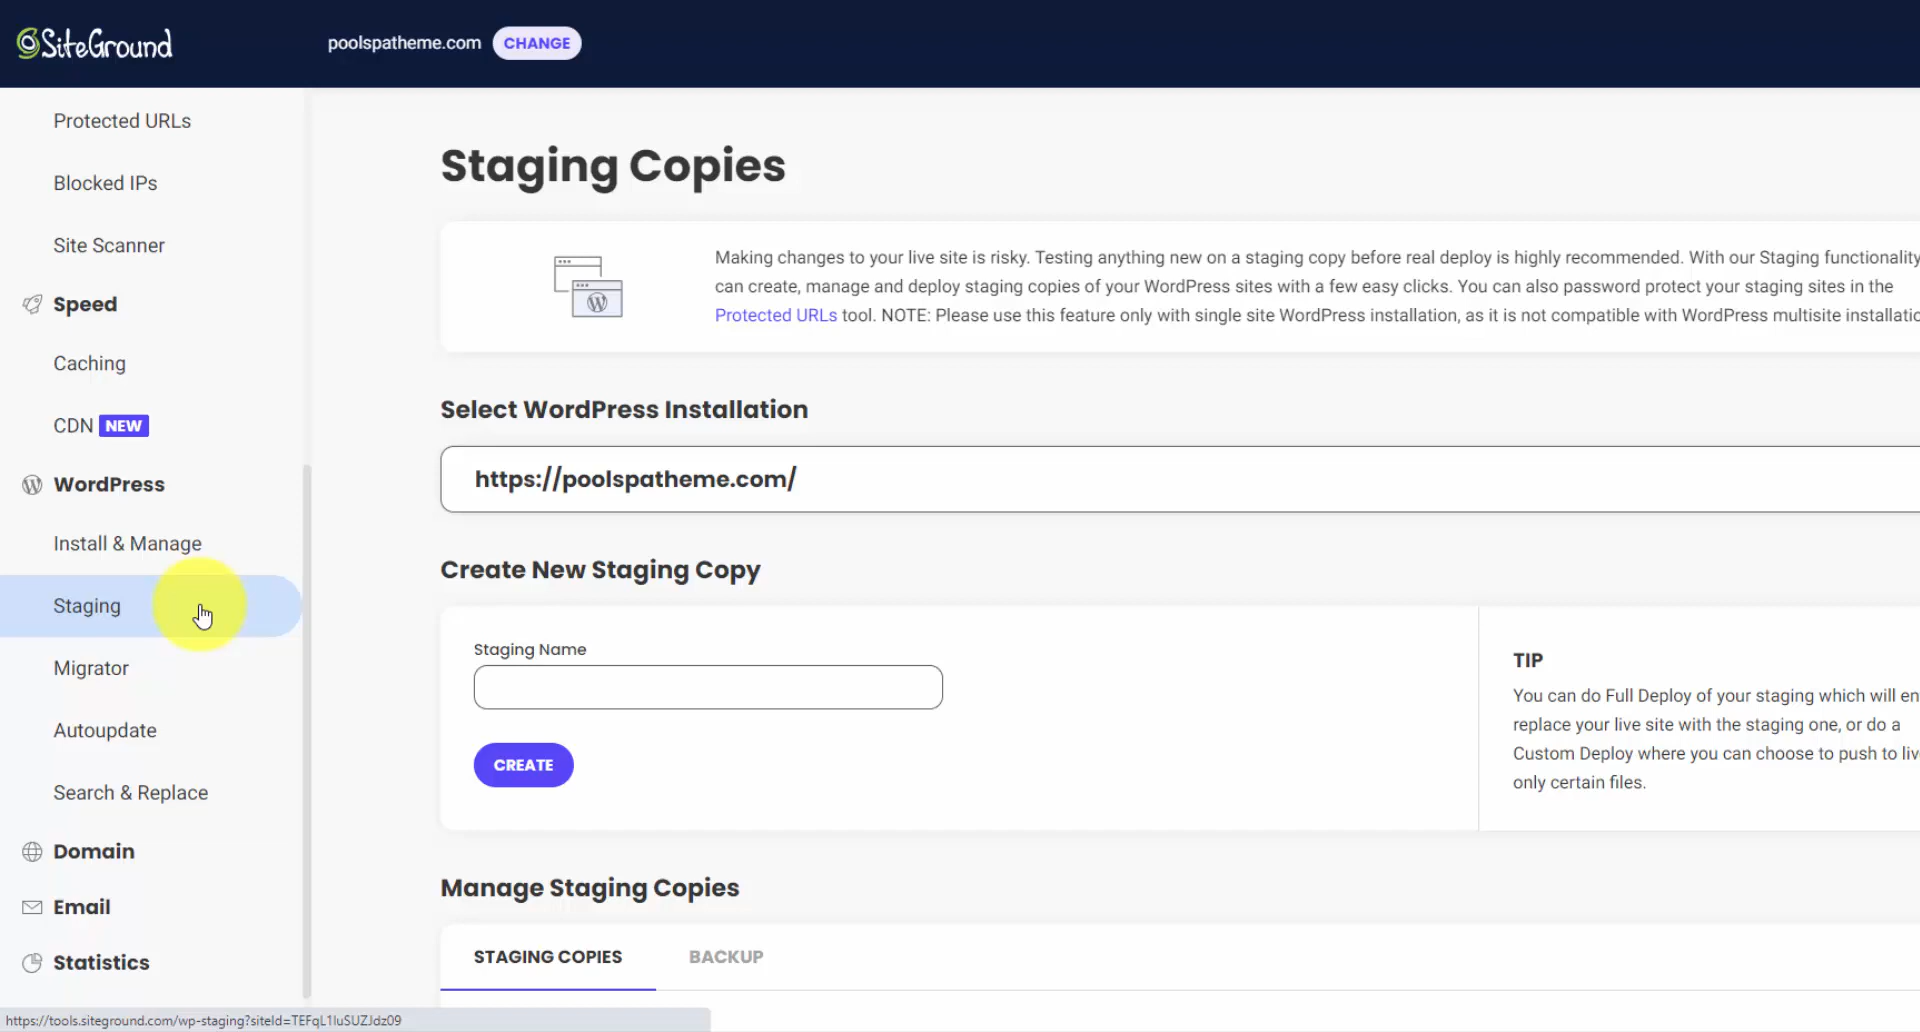 SiteGround
poolspatheme.com CHANGE
Protected URLs
Blocked IPs
Site Scanner
Speed
Caching
CDN NEW
WordPress
Install & Manage
Staging
Migrator
Autoupdate
Search & Replace
Domain
Email
Statistics
Staging Copies
Making changes to your live site is risky. Testing anything new on a staging copy before real deploy is highly recommended. With our Staging functionality
can create, manage and deploy staging copies of your WordPress sites with a few easy clicks. You can also password protect your staging sites in the
Protected URLs tool. NOTE: Please use this feature only with single site WordPress installation, as it is not compatible with WordPress multisite installatio
Select WordPress Installation
https://poolspatheme.com/
Create New Staging Copy
Staging Name
CREATE
TIP
You can do Full Deploy of your staging which will en
replace your live site with the staging one, or do a
Custom Deploy where you can choose to push to liv
only certain files.
Manage Staging Copies
STAGING COPIES BACKUP
https://tools.siteground.com/wp-staging?siteId=TEFqL1luSUZJdz09